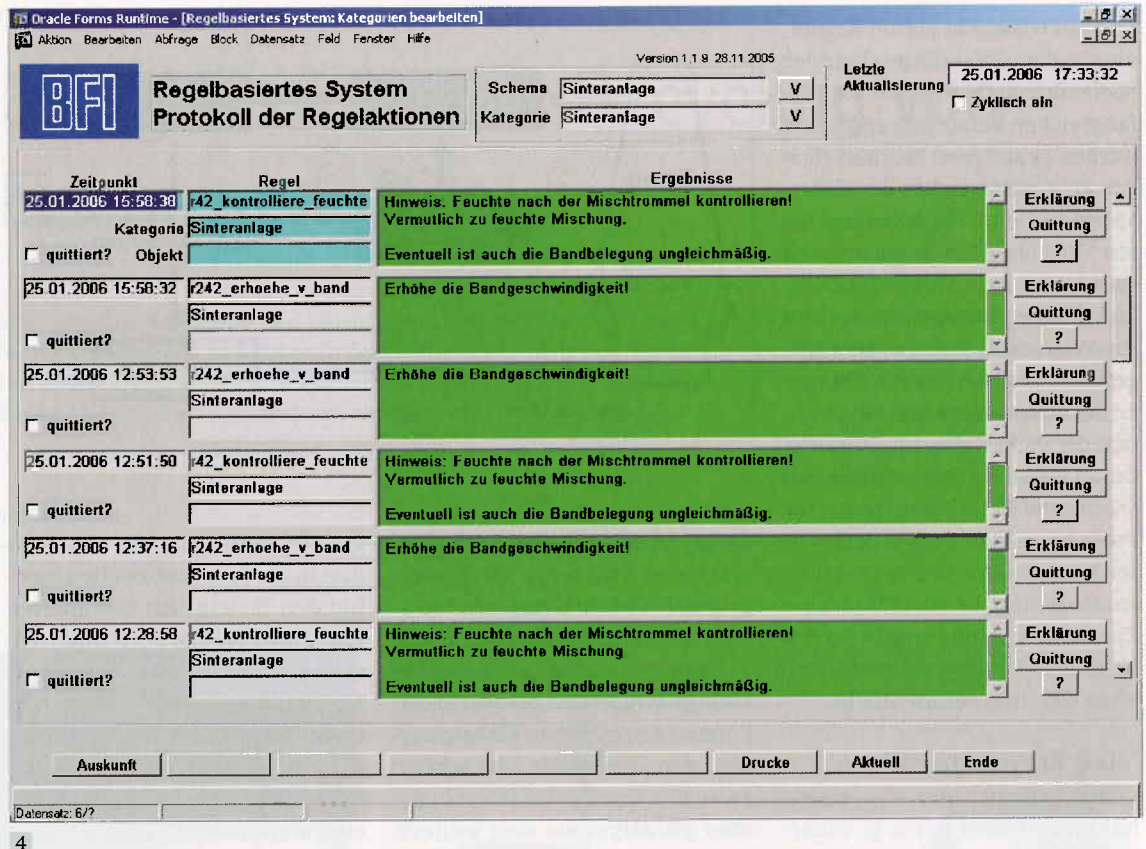 Oracle Forms Runtime - [Regelbasiertes System: Kategorien bearbeiten]
Aktion Bearbeiten Abfrage Block Datensatz Feld Fenster Hilfe
Version 1.1.9 28.11.2005
BFI
Regelbasiertes System
Protokoll der Regelaktionen
Schema Sinteranlage V
Kategorie Sinteranlage V
Letzte
Aktualisierung 25.01.2006 17:33:32
Zyklisch ein
Zeitpunkt Regel Ergebnisse
25.01.2006 15:58:38 r42_kontrolliere_feuchte Hinweis: Feuchte nach der Mischtrommel kontrollieren! Erklärung
Vermutlich zu feuchte Mischung.
Kategorie Sinteranlage Quittung
quittiert? Objekt Eventuell ist auch die Bandbelegung ungleichmäßig. ?
25.01.2006 15:58:32 r242_erhoehe_v_band Erhöhe die Bandgeschwindigkeit! Erklärung
Sinteranlage Quittung
quittiert? ?
25.01.2006 12:53:53 r242_erhoehe_v_band Erhöhe die Bandgeschwindigkeit! Erklärung
Sinteranlage Quittung
quittiert? ?
25.01.2006 12:51:50 r42_kontrolliere_feuchte Hinweis: Feuchte nach der Mischtrommel kontrollieren! Erklärung
Vermutlich zu feuchte Mischung.
Sinteranlage Quittung
quittiert? Eventuell ist auch die Bandbelegung ungleichmäßig. ?
25.01.2006 12:37:16 r242_erhoehe_v_band Erhöhe die Bandgeschwindigkeit! Erklärung
Sinteranlage Quittung
quittiert? ?
25.01.2006 12:28:58 r42_kontrolliere_feuchte Hinweis: Feuchte nach der Mischtrommel kontrollieren! Erklärung
Vermutlich zu feuchte Mischung
Sinteranlage Quittung
quittiert? Eventuell ist auch die Bandbelegung ungleichmäßig. ?
Auskunft Drucke Aktuell Ende
Datensatz: 6/?
4